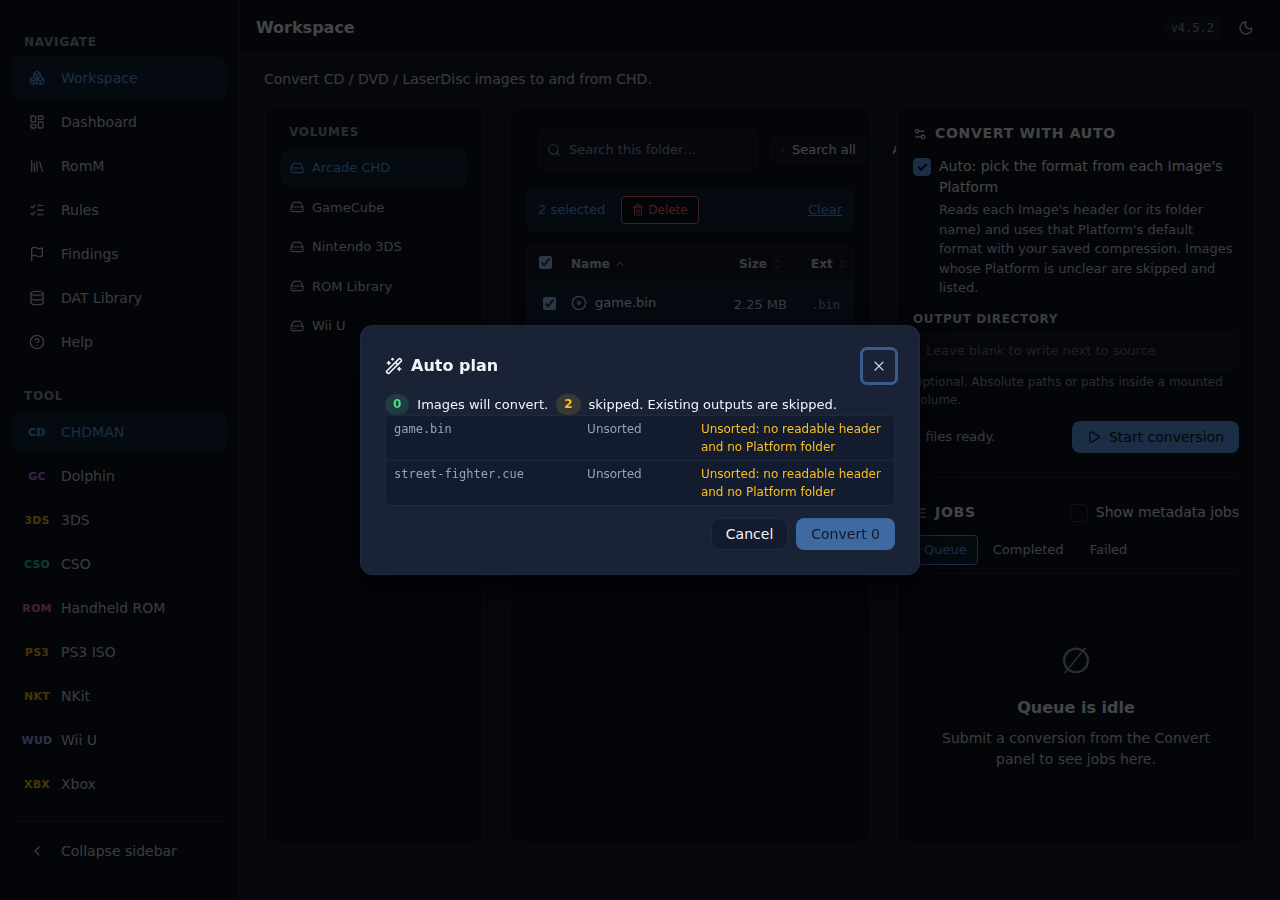 NAVIGATE
Workspace
Dashboard
RomM
Rules
Findings
DAT Library
Help
TOOL
CD CHDMAN
GC Dolphin
3DS 3DS
CSO CSO
ROM Handheld ROM
PS3 PS3 ISO
NKT NKit
WUD Wii U
XBX Xbox
Collapse sidebar
Workspace
v4.5.2
Convert CD / DVD / LaserDisc images to and from CHD.
VOLUMES
Arcade CHD
GameCube
Nintendo 3DS
ROM Library
Wii U
Search this folder...
Search all
2 selected
Delete
Clear
Name Size Ext
game.bin 2.25 MB .bin
CONVERT WITH AUTO
Auto: pick the format from each Image's
Platform
Reads each Image's header (or its folder
name) and uses that Platform's default
format with your saved compression. Images
whose Platform is unclear are skipped and
listed.
OUTPUT DIRECTORY
Leave blank to write next to source
Optional. Absolute paths or paths inside a mounted
volume.
files ready.
Start conversion
JOBS
Show metadata jobs
Queue Completed Failed
Queue is idle
Submit a conversion from the Convert
panel to see jobs here.
Auto plan
0 Images will convert. 2 skipped. Existing outputs are skipped.
game.bin Unsorted Unsorted: no readable header
and no Platform folder
street-fighter.cue Unsorted Unsorted: no readable header
and no Platform folder
Cancel
Convert 0